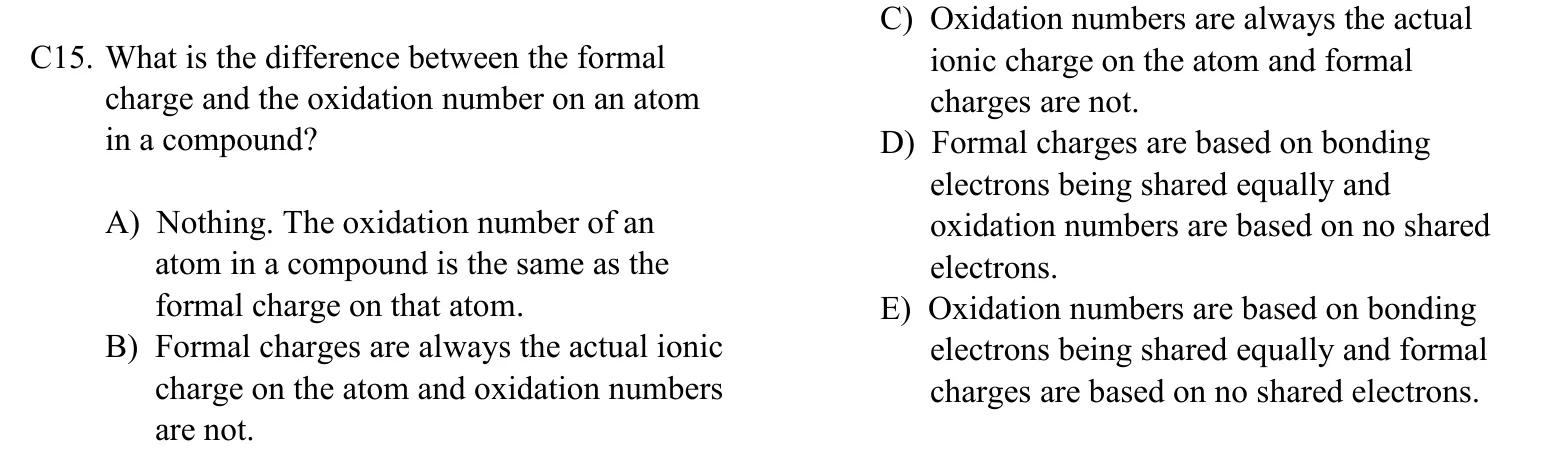 C15. What is the difference between the formal
charge and the oxidation number on an atom
in a compound?
A) Nothing. The oxidation number of an
atom in a compound is the same as the
formal charge on that atom.
B) Formal charges are always the actual ionic
charge on the atom and oxidation numbers
are not.
C) Oxidation numbers are always the actual
ionic charge on the atom and formal
charges are not.
D) Formal charges are based on bonding
electrons being shared equally and
oxidation numbers are based on no shared
electrons.
E) Oxidation numbers are based on bonding
electrons being shared equally and formal
charges are based on no shared electrons.